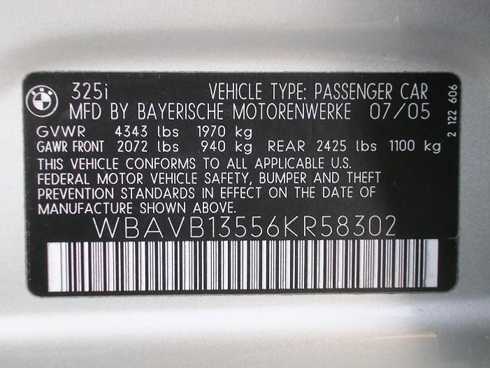 BMW
325i VEHICLE TYPE: PASSENGER CAR
MFD BY BAYERISCHE MOTORENWERKE 07/05
GVWR 4343 lbs 1970 kg
GAWR FRONT 2072 lbs 940 kg REAR 2425 lbs 1100 kg
THIS VEHICLE CONFORMS TO ALL APPLICABLE U.S.
FEDERAL MOTOR VEHICLE SAFETY, BUMPER AND THEFT
PREVENTION STANDARDS IN EFFECT ON THE DATE OF
MANUFACTURE SHOWN ABOVE.
WBAVB13556KR58302
2 122 606